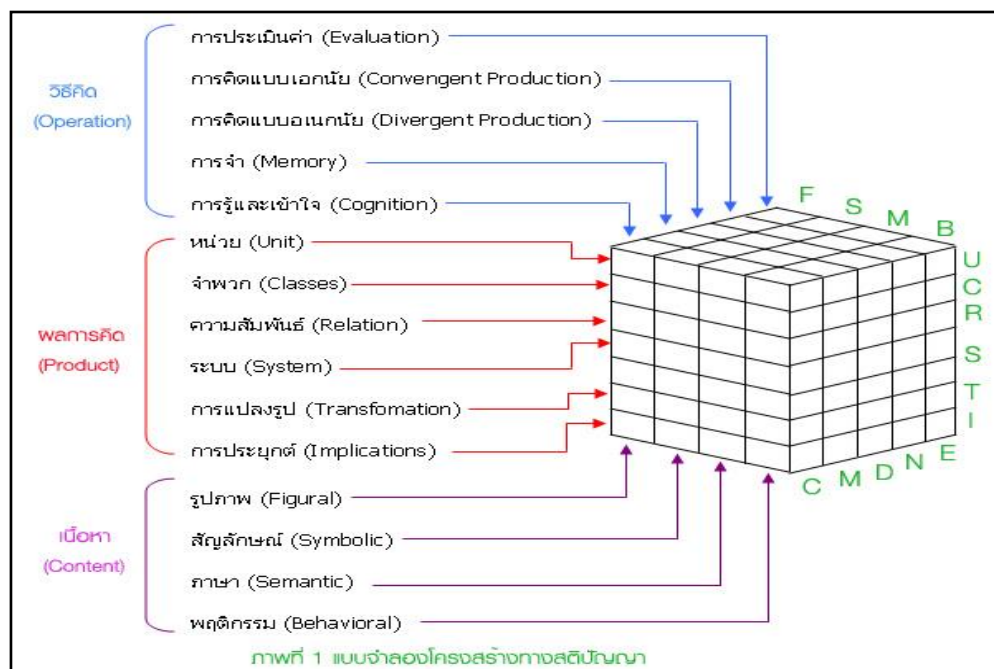 การประเมินค่า (Evaluation)
การคิดแบบเอกนัย (Convengent Production)
วิธีคิด
(Operation)
การคิดแบบอเนกนัย (Divergent Production)
การจำ (Memory)
การรู้และเข้าใจ (Cognition)
หน่วย (Unit)
จำพวก (Classes)
ความสัมพันธ์ (Relation)
ผลการคิด
(Product)
ระบบ (System)
การแปลงรูป (Transfomation)
การประยุกต์ (Implications)
รูปภาพ (Figural)
สัญลักษณ์ (Symbolic)
เนื้อหา
(Content)
ภาษา (Semantic)
พฤติกรรม (Behavioral)
F S M B
U
C
R
S
T
I
C M D N E
ภาพที่ 1 แบบจำลองโครงสร้างทางสติปัญญา